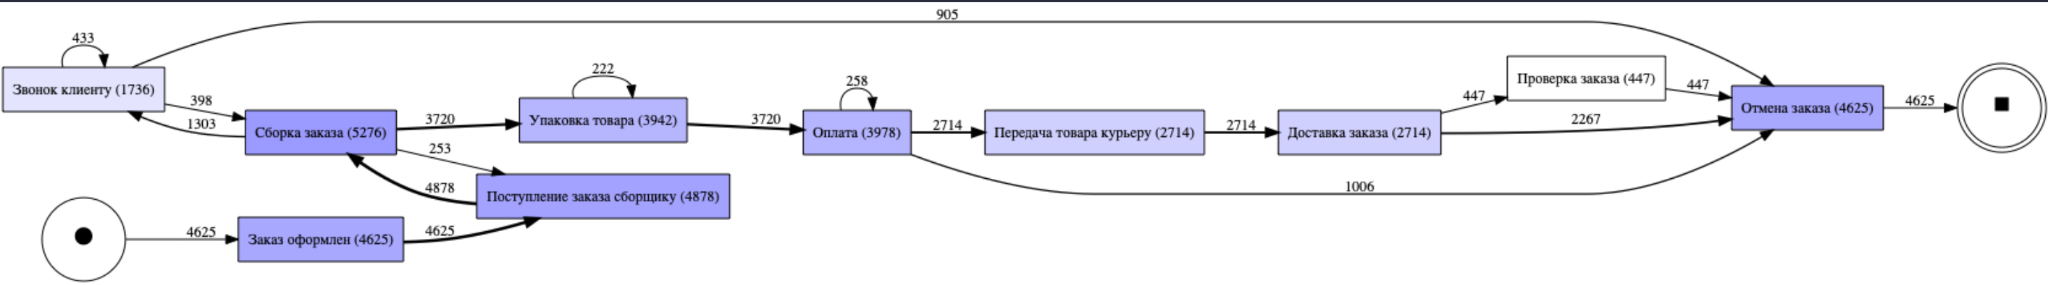 905
433
Звонок клиенту (1736)
398
1303
Сборка заказа (5276)
3720
253
4878
222
Упаковка товара (3942)
3720
258
Оплата (3978)
2714
Передача товара курьеру (2714)
2714
Доставка заказа (2714)
447
Проверка заказа (447)
447
2267
Отмена заказа (4625)
4625
1006
Поступление заказа сборщику (4878)
4625
Заказ оформлен (4625)
4625